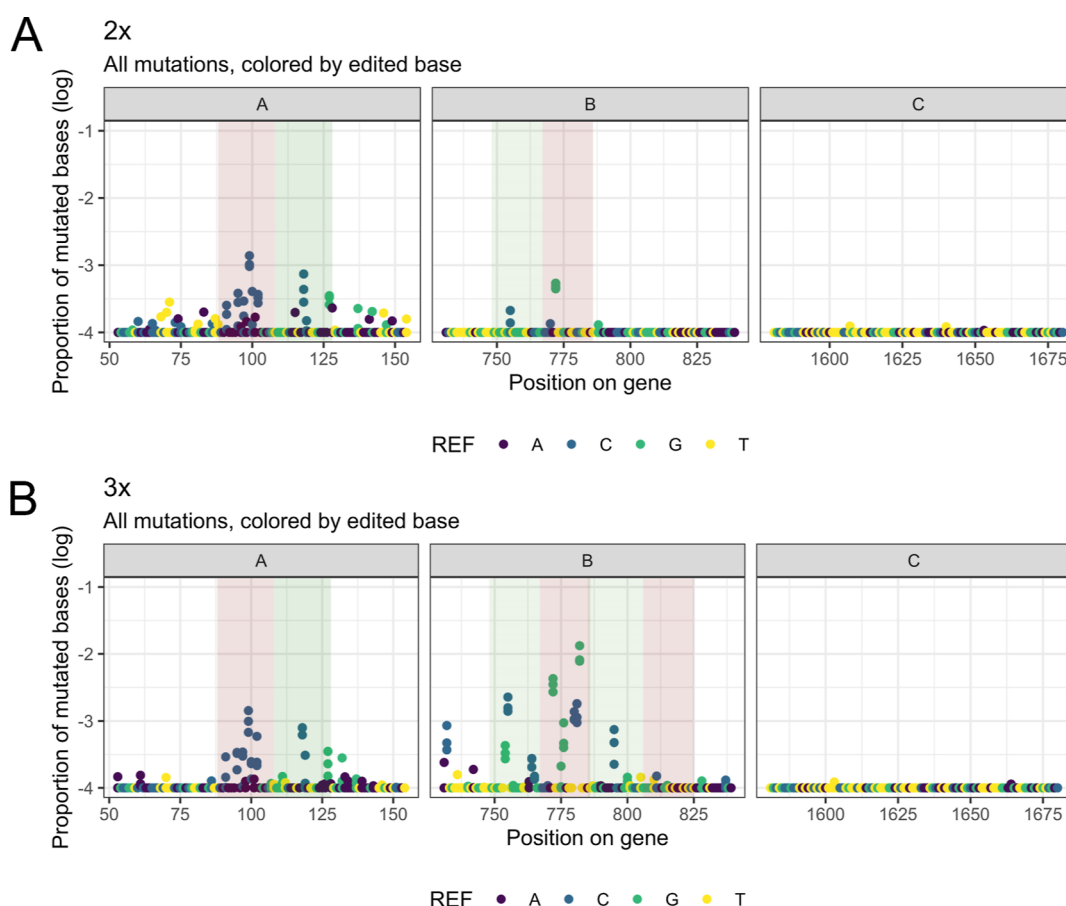 A
2x
All mutations, colored by edited base
A B C
Proportion of mutated bases (log)
-1
-2
-3
-4
50 75 100 125 150 750 775 800 825 1600 1625 1650 1675
Position on gene
REF A C G T
B
3x
All mutations, colored by edited base
A B C
Proportion of mutated bases (log)
-1
-2
-3
-4
50 75 100 125 150 750 775 800 825 1600 1625 1650 1675
Position on gene
REF A C G T